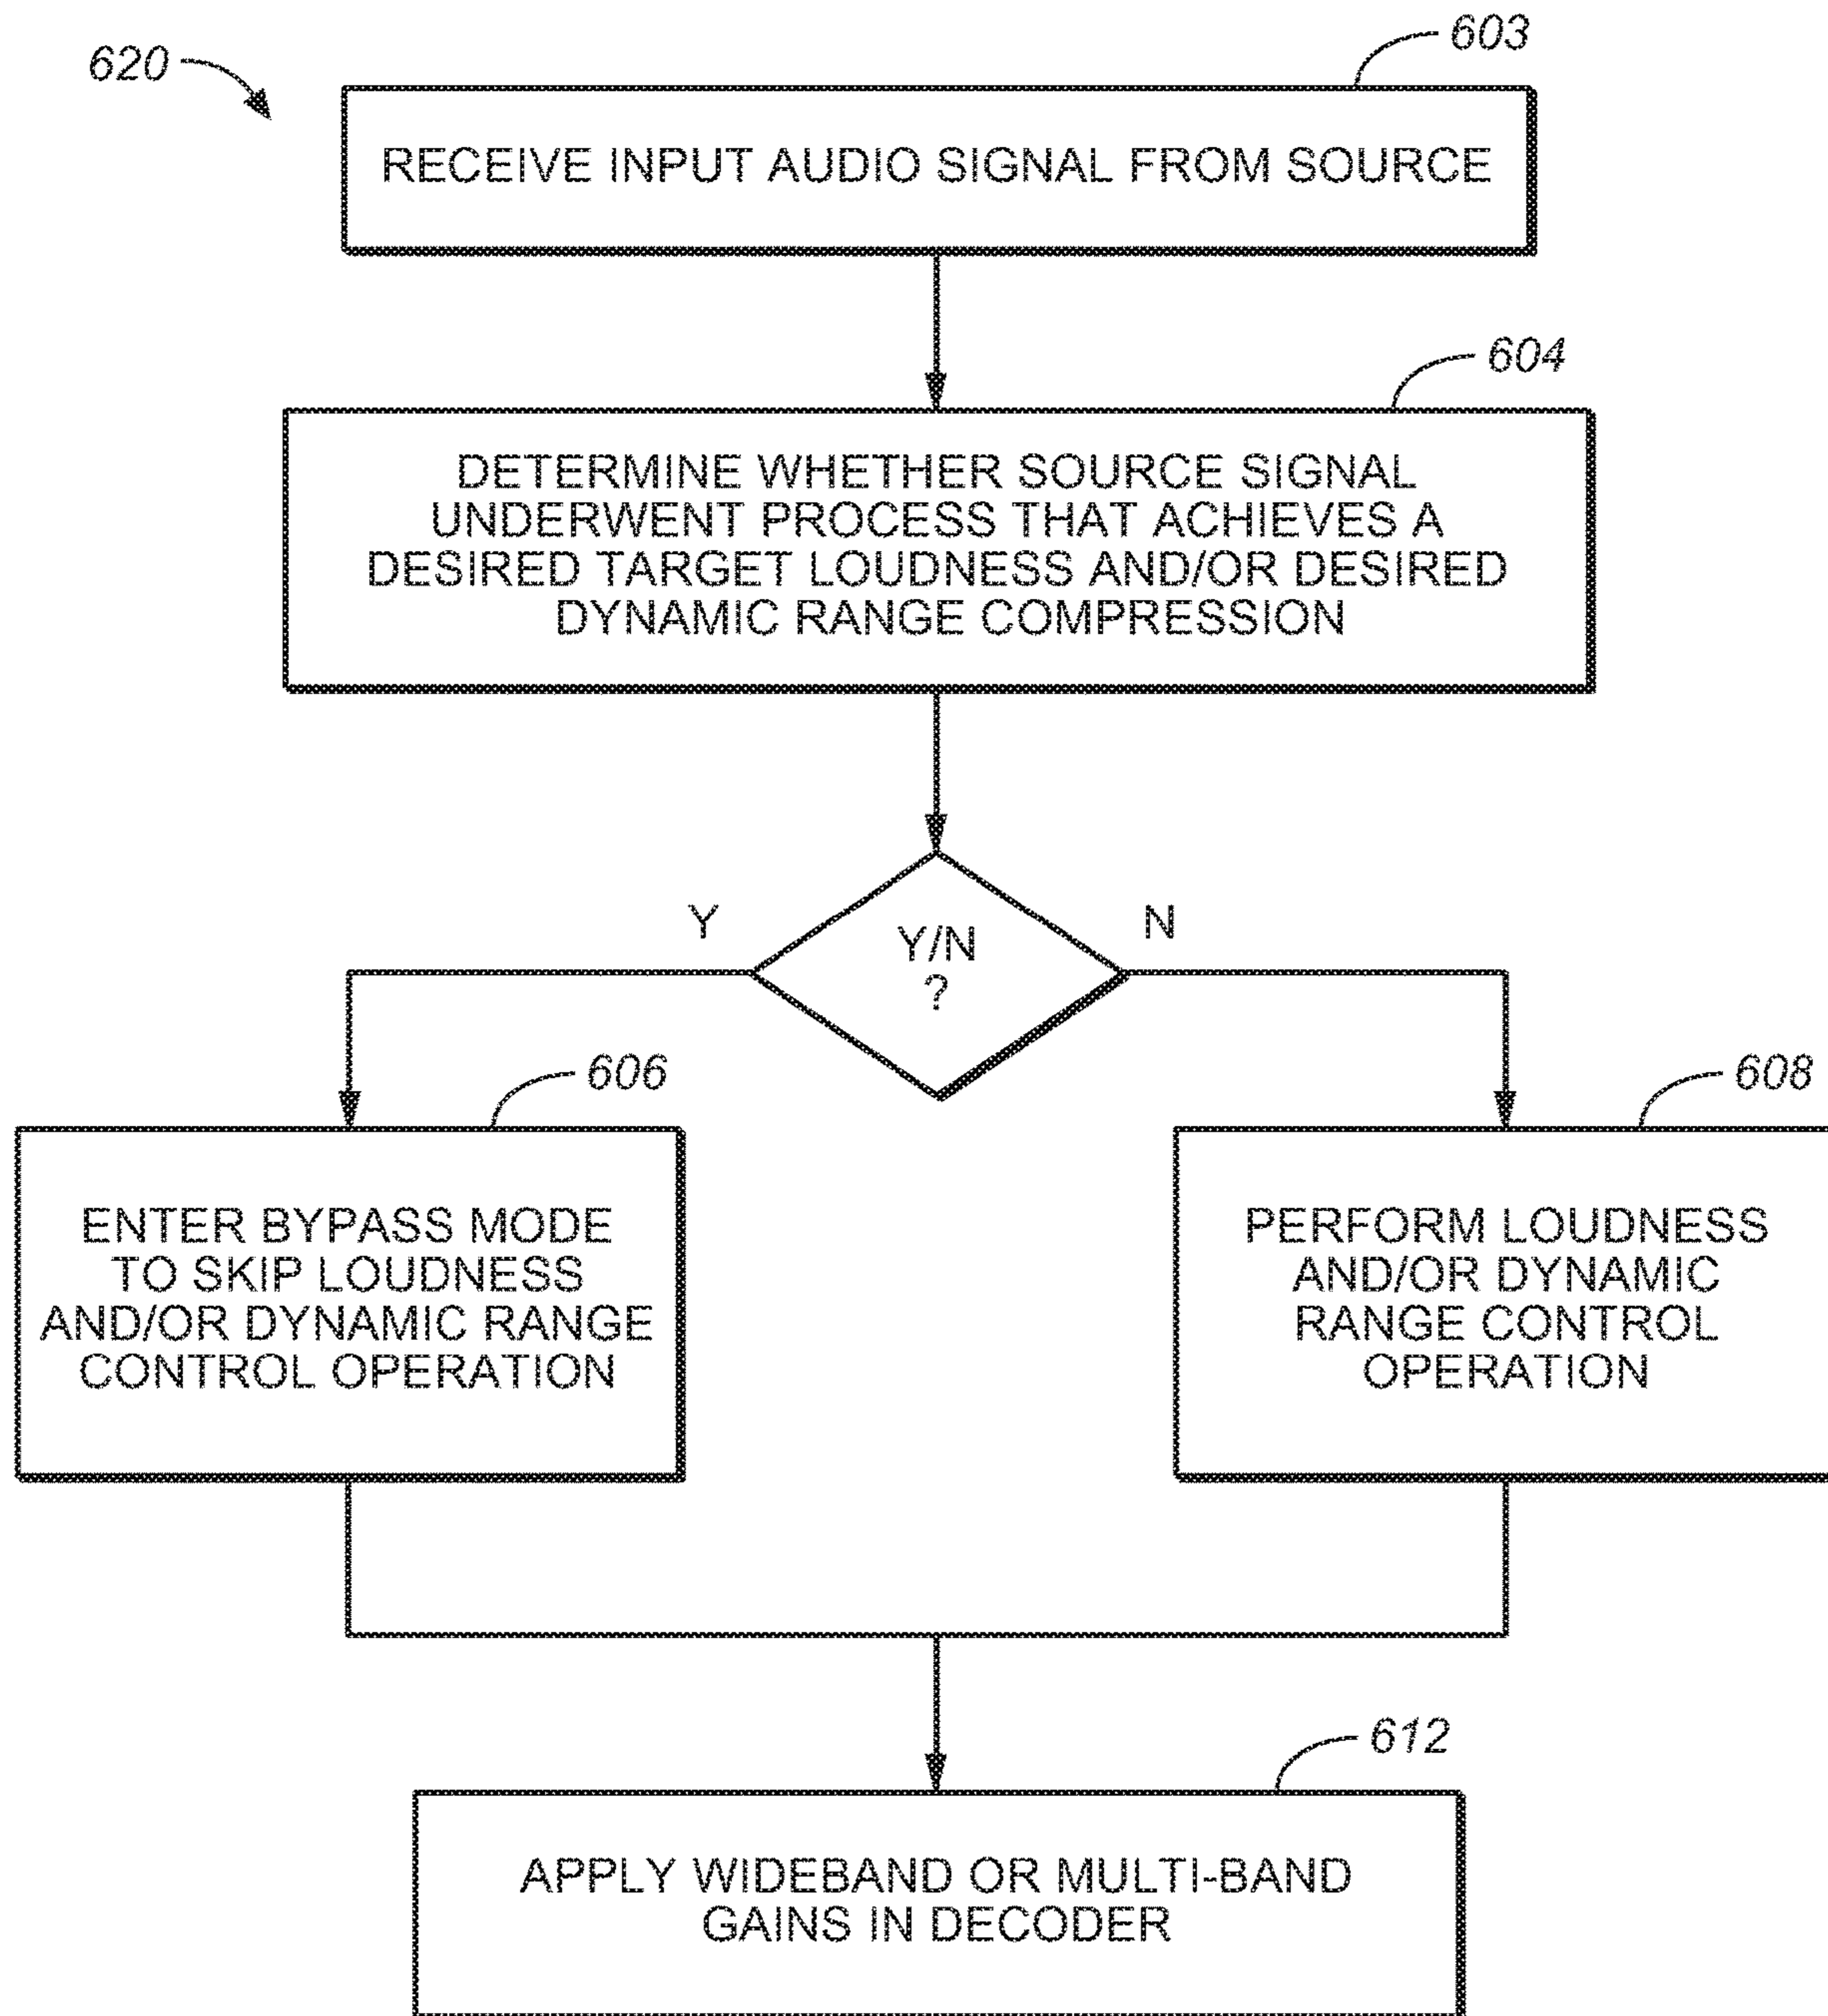 620
603
RECEIVE INPUT AUDIO SIGNAL FROM SOURCE
604
DETERMINE WHETHER SOURCE SIGNAL
UNDERWENT PROCESS THAT ACHIEVES A
DESIRED TARGET LOUDNESS AND/OR DESIRED
DYNAMIC RANGE COMPRESSION
Y
Y/N
?
N
606
ENTER BYPASS MODE
TO SKIP LOUDNESS
AND/OR DYNAMIC RANGE
CONTROL OPERATION
608
PERFORM LOUDNESS
AND/OR DYNAMIC
RANGE CONTROL
OPERATION
612
APPLY WIDEBAND OR MULTI-BAND
GAINS IN DECODER